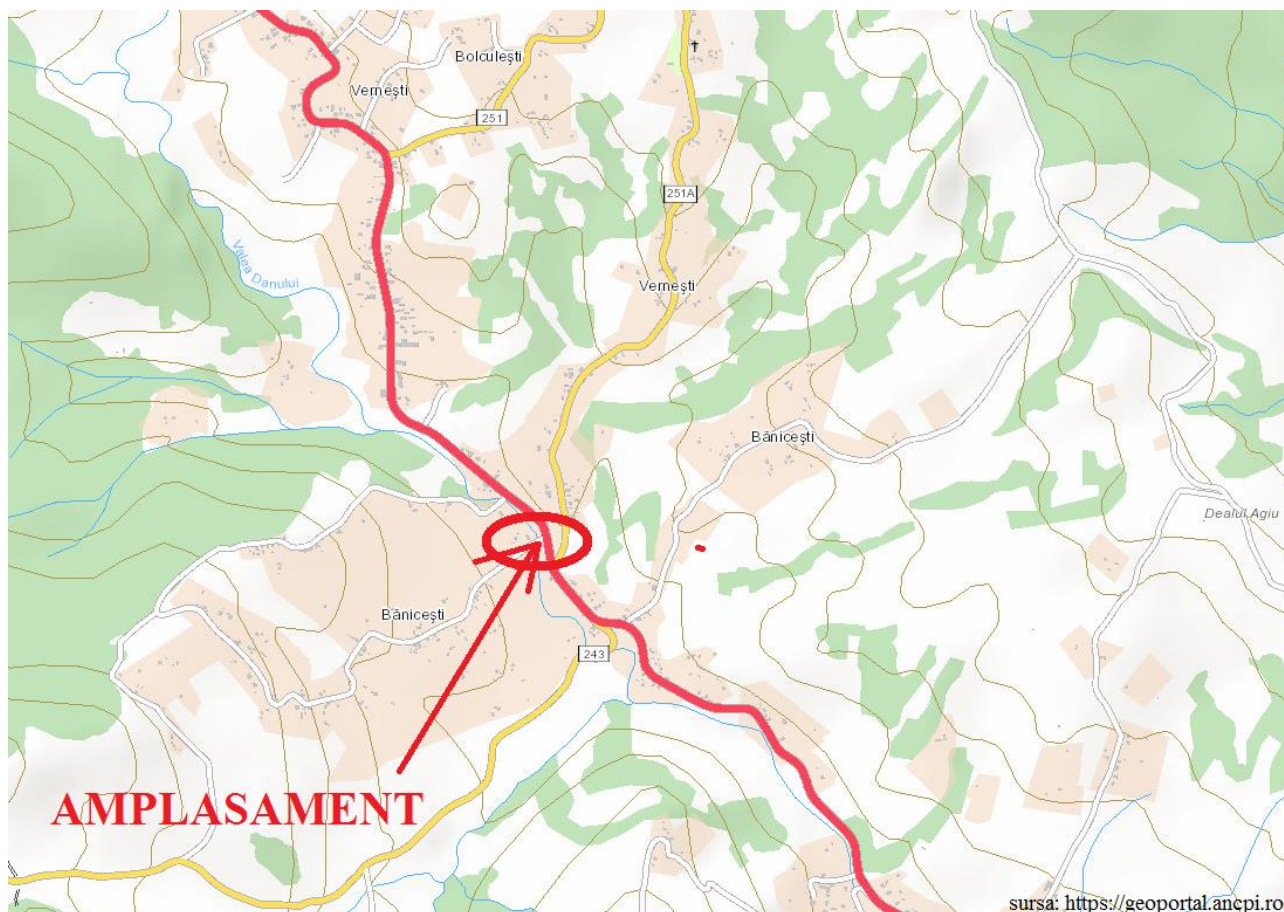 Bolculești
Vernești
251
251A
Valea Danului
Vernești
Bănicești
Dealul Agiu
Bănicești
243
AMPLASAMENT
sursa: https://geoportal.ancpi.ro